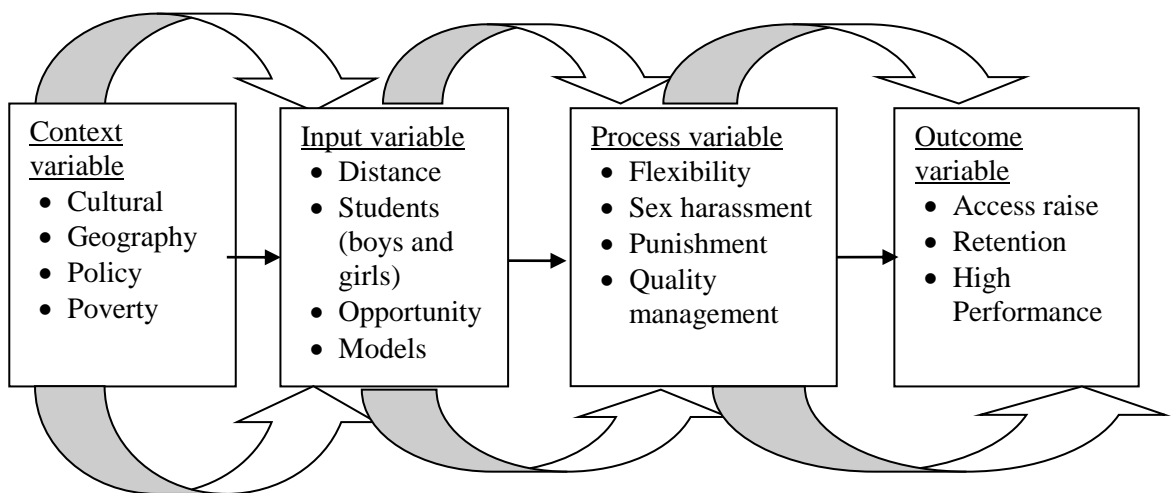 Context
variable
• Cultural
• Geography
• Policy
• Poverty
Input variable
• Distance
• Students
(boys and
girls)
• Opportunity
• Models
Process variable
• Flexibility
• Sex harassment
• Punishment
• Quality
management
Outcome
variable
• Access raise
• Retention
• High
Performance